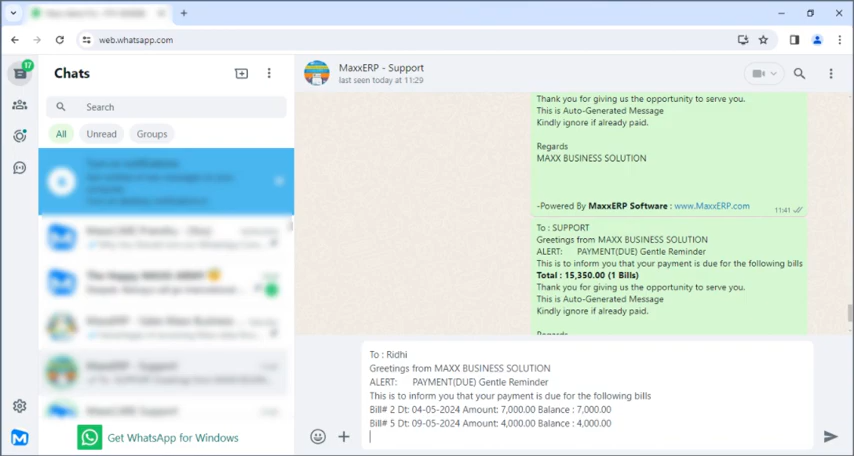 web.whatsapp.com
17
Chats
Search
All
Unread
Groups
Get WhatsApp for Windows
MaxxERP - Support
last seen today at 11:29
Thank you for giving us the opportunity to serve you.
This is Auto-Generated Message
Kindly ignore if already paid.
Regards
MAXX BUSINESS SOLUTION
-Powered By MaxxERP Software : www.MaxxERP.com
11:41
To : SUPPORT
Greetings from MAXX BUSINESS SOLUTION
ALERT: PAYMENT(DUE) Gentle Reminder
This is to inform you that your payment is due for the following bills
Total : 15,350.00 (1 Bills)
Thank you for giving us the opportunity to serve you.
This is Auto-Generated Message
Kindly ignore if already paid.
Regards
To : Ridhi
Greetings from MAXX BUSINESS SOLUTION
ALERT: PAYMENT(DUE) Gentle Reminder
This is to inform you that your payment is due for the following bills
Bill# 2 Dt: 04-05-2024 Amount: 7,000.00 Balance : 7,000.00
Bill# 5 Dt: 09-05-2024 Amount: 4,000.00 Balance : 4,000.00